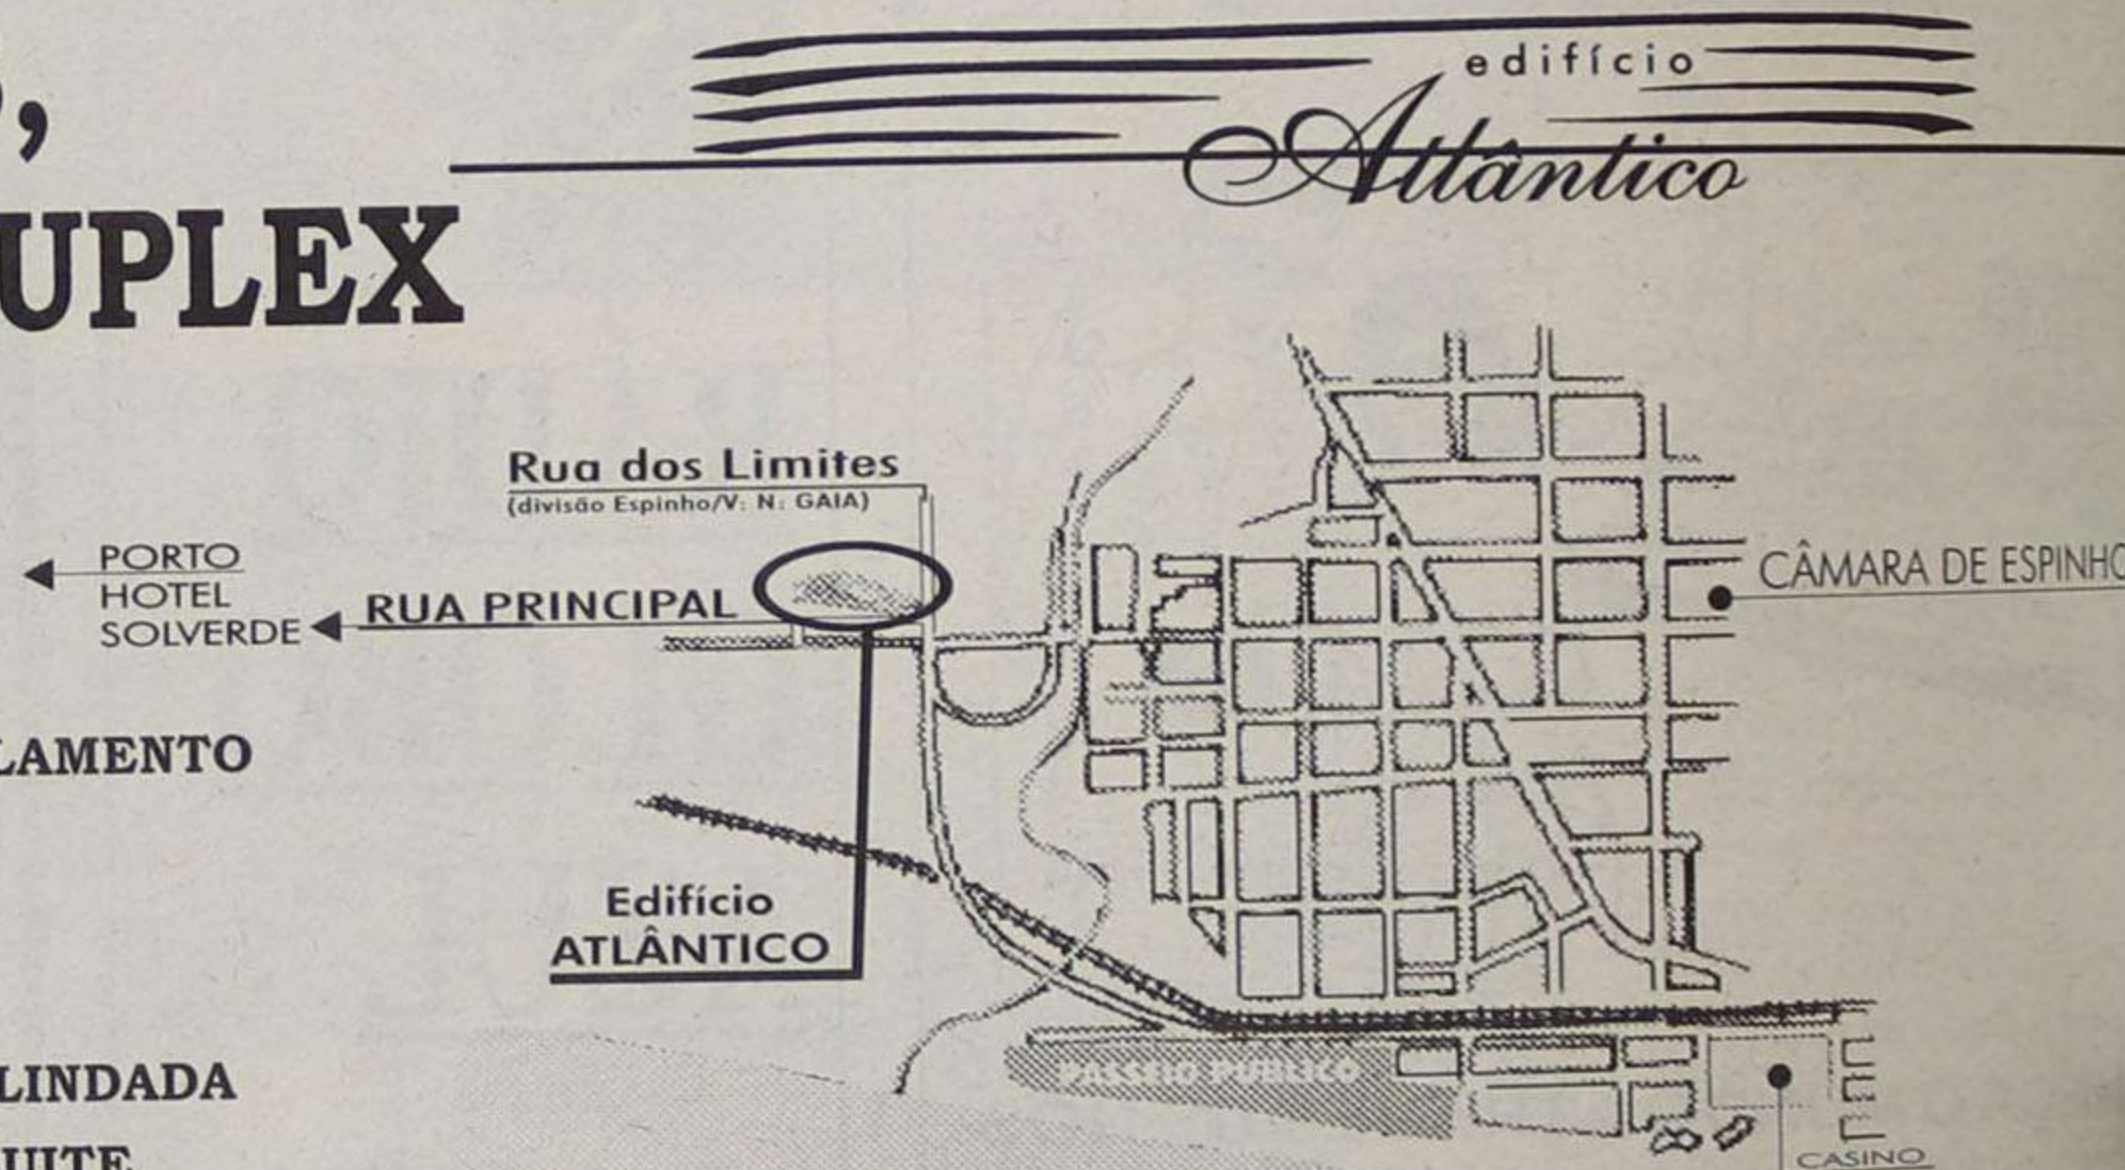 edifício
Atlântico
UPLEX
Rua dos Limites
(divisão Espinho/V: N: GAIA)
PORTO
HOTEL
SOLVERDE
RUA PRINCIPAL
CÂMARA DE ESPINHO
LAMENTO
Edifício
ATLÂNTICO
PASSEIO PÚBLICO
LINDADA
UITE
CASINO